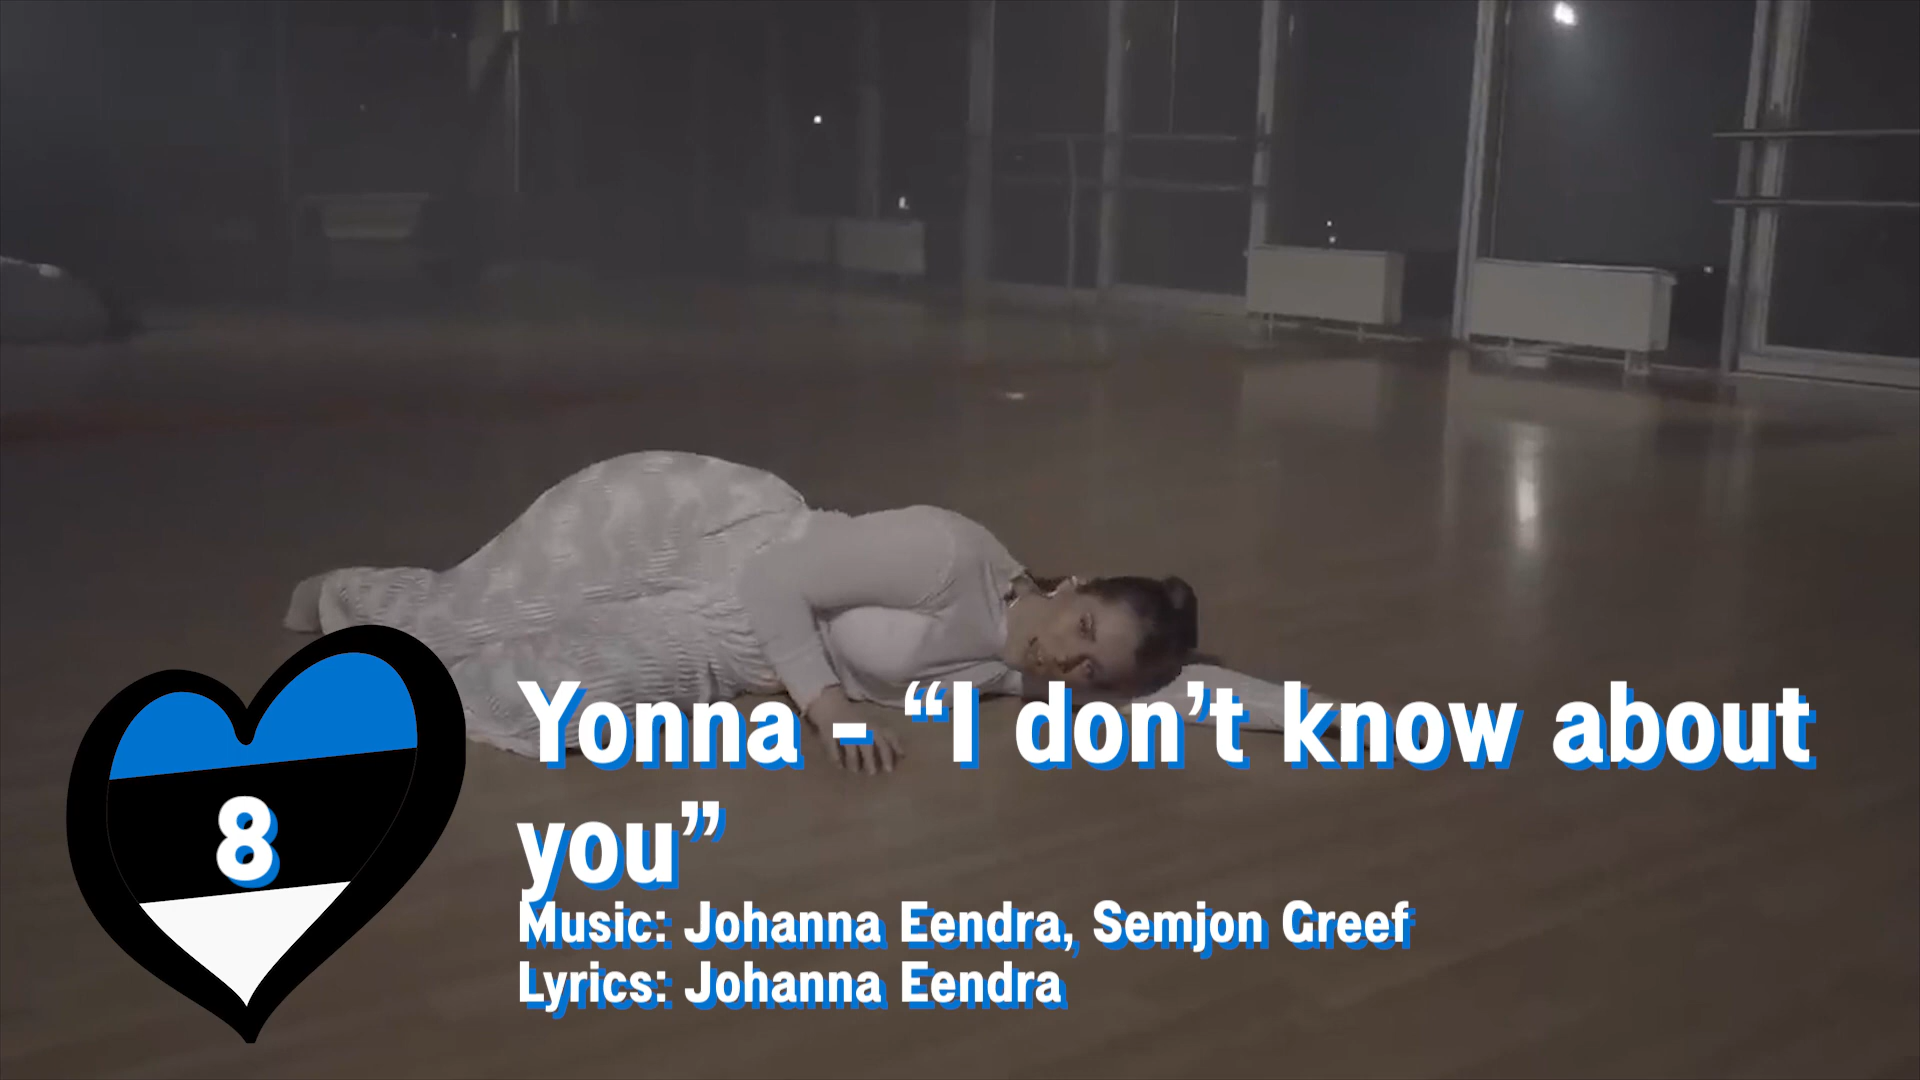 Yonna - “I don’t know about
you”
8
Music: Johanna Eendra, Semjon Greef
Lyrics: Johanna Eendra